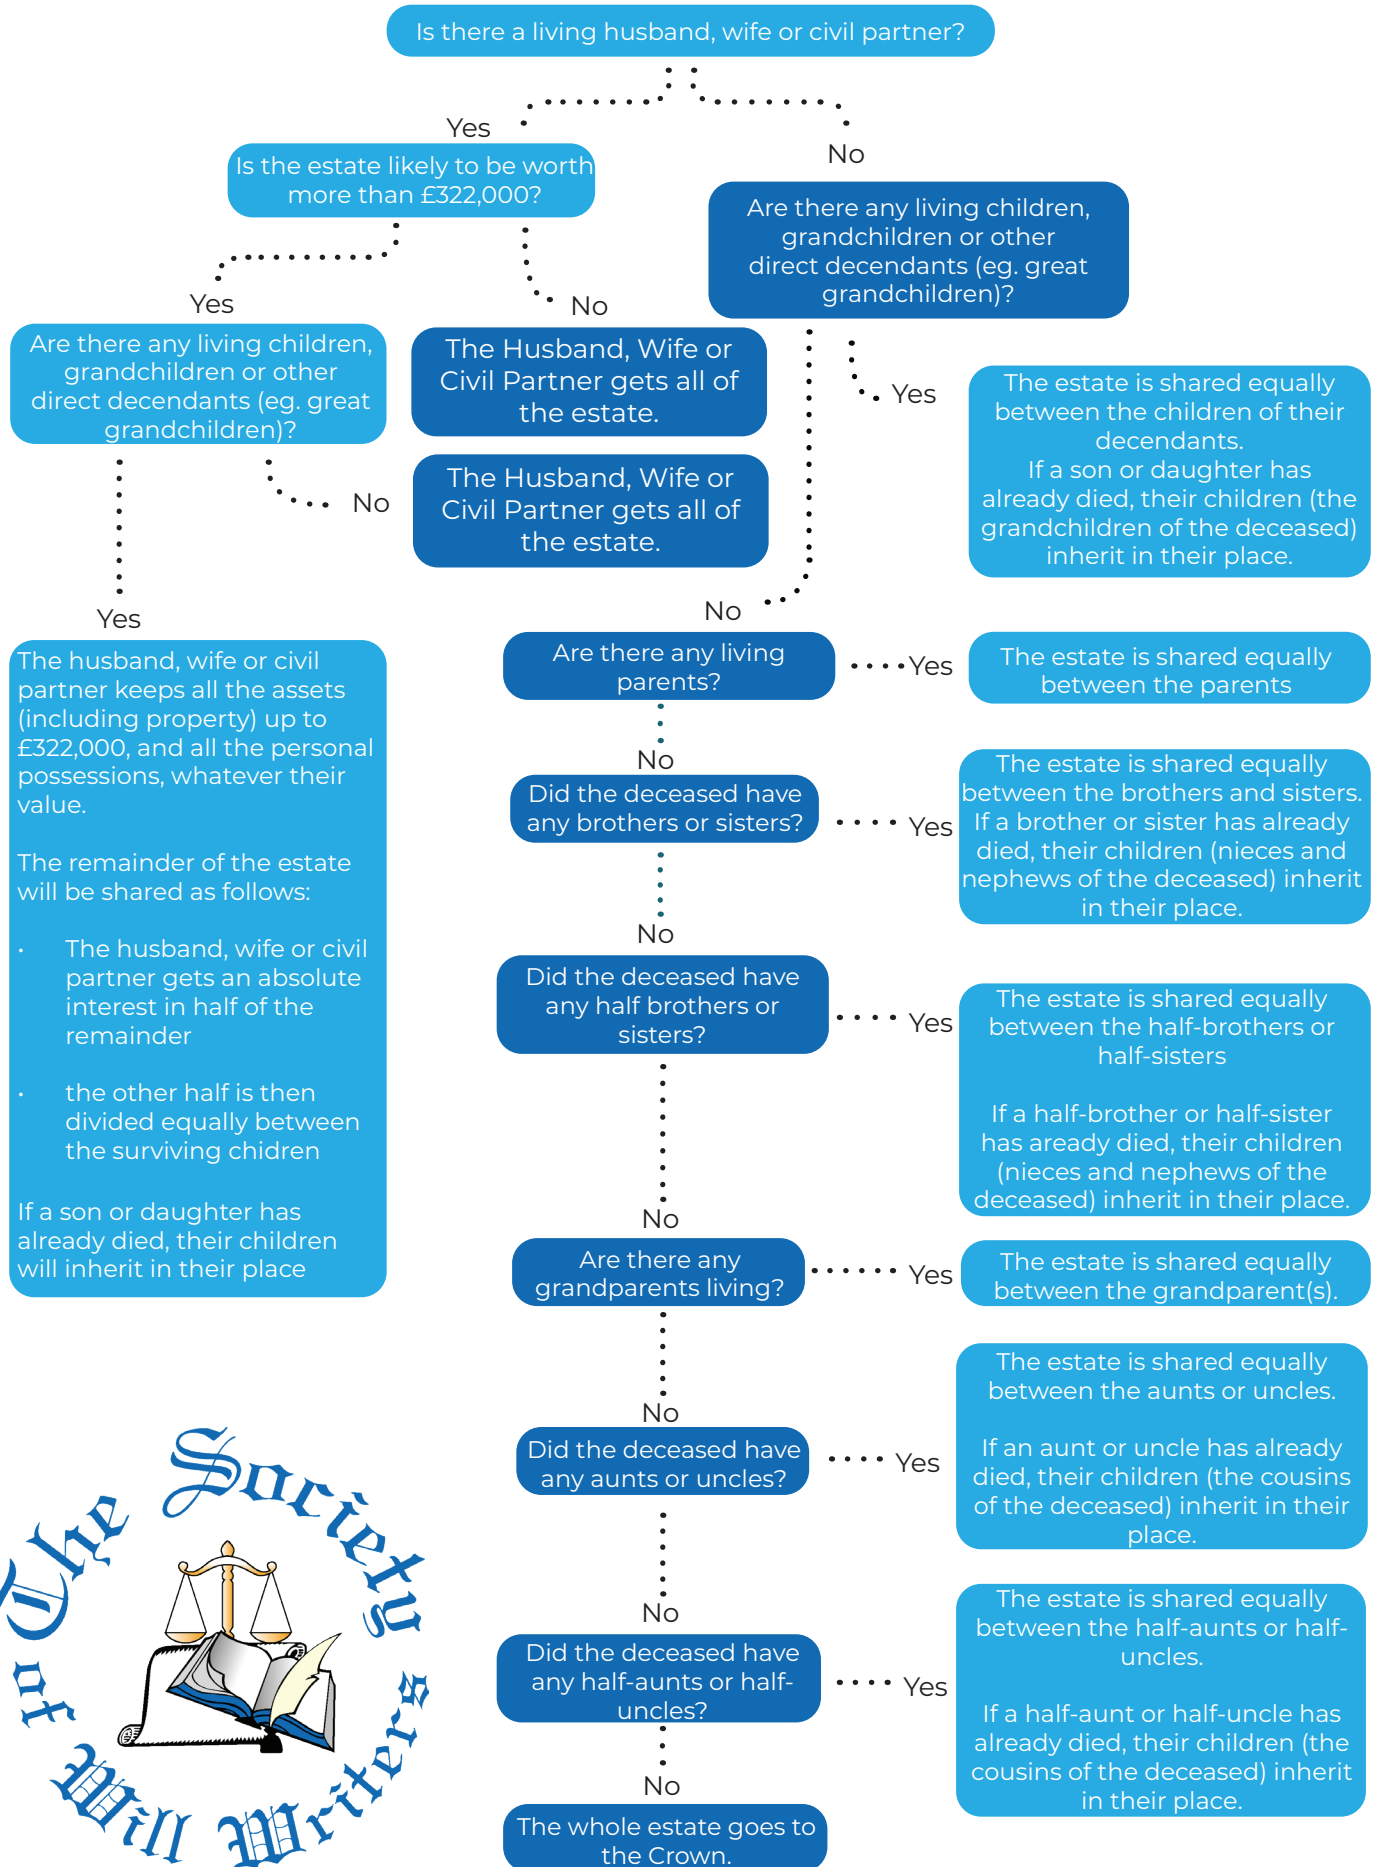 Is there a living husband, wife or civil partner?
Yes
No
Is the estate likely to be worth
more than £322,000?
Are there any living children,
grandchildren or other
direct decendants (eg. great
grandchildren)?
Yes
No
Are there any living children,
grandchildren or other
direct decendants (eg. great
grandchildren)?
The Husband, Wife or
Civil Partner gets all of
the estate.
Yes
The estate is shared equally
between the children of their
decendants.
If a son or daughter has
already died, their children (the
grandchildren of the deceased)
inherit in their place.
No
The Husband, Wife or
Civil Partner gets all of
the estate.
Yes
The husband, wife or civil
partner keeps all the assets
(including property) up to
£322,000, and all the personal
possessions, whatever their
value.
The remainder of the estate
will be shared as follows:
• The husband, wife or civil
partner gets an absolute
interest in half of the
remainder
• the other half is then
divided equally between
the surviving chidren
If a son or daughter has
already died, their children
will inherit in their place
No
Are there any living
parents?
Yes
The estate is shared equally
between the parents
No
Did the deceased have
any brothers or sisters?
Yes
The estate is shared equally
between the brothers and sisters.
If a brother or sister has already
died, their children (nieces and
nephews of the deceased) inherit
in their place.
No
Did the deceased have
any half brothers or
sisters?
Yes
The estate is shared equally
between the half-brothers or
half-sisters
If a half-brother or half-sister
has aready died, their children
(nieces and nephews of the
deceased) inherit in their place.
No
Are there any
grandparents living?
Yes
The estate is shared equally
between the grandparent(s).
No
Did the deceased have
any aunts or uncles?
Yes
The estate is shared equally
between the aunts or uncles.
If an aunt or uncle has already
died, their children (the cousins
of the deceased) inherit in their
place.
No
Did the deceased have
any half-aunts or half-
uncles?
Yes
The estate is shared equally
between the half-aunts or half-
uncles.
If a half-aunt or half-uncle has
already died, their children (the
cousins of the deceased) inherit
in their place.
No
The whole estate goes to
the Crown.
The Society
of Will Writers